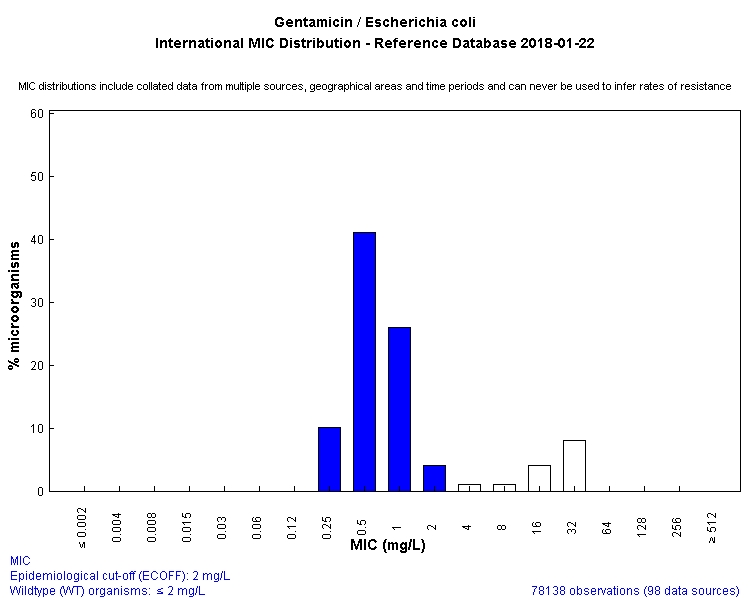 Gentamicin / Escherichia coli
International MIC Distribution - Reference Database 2018-01-22
MIC distributions include collated data from multiple sources, geographical areas and time periods and can never be used to infer rates of resistance
60
50
40
30
20
10
0
% microorganisms
≤ 0.002
0.004
0.008
0.015
0.03
0.06
0.12
0.25
0.5
1
2
4
8
16
32
64
128
256
≥ 512
MIC (mg/L)
MIC
Epidemiological cut-off (ECOFF): 2 mg/L
Wildtype (WT) organisms: ≤ 2 mg/L
78138 observations (98 data sources)